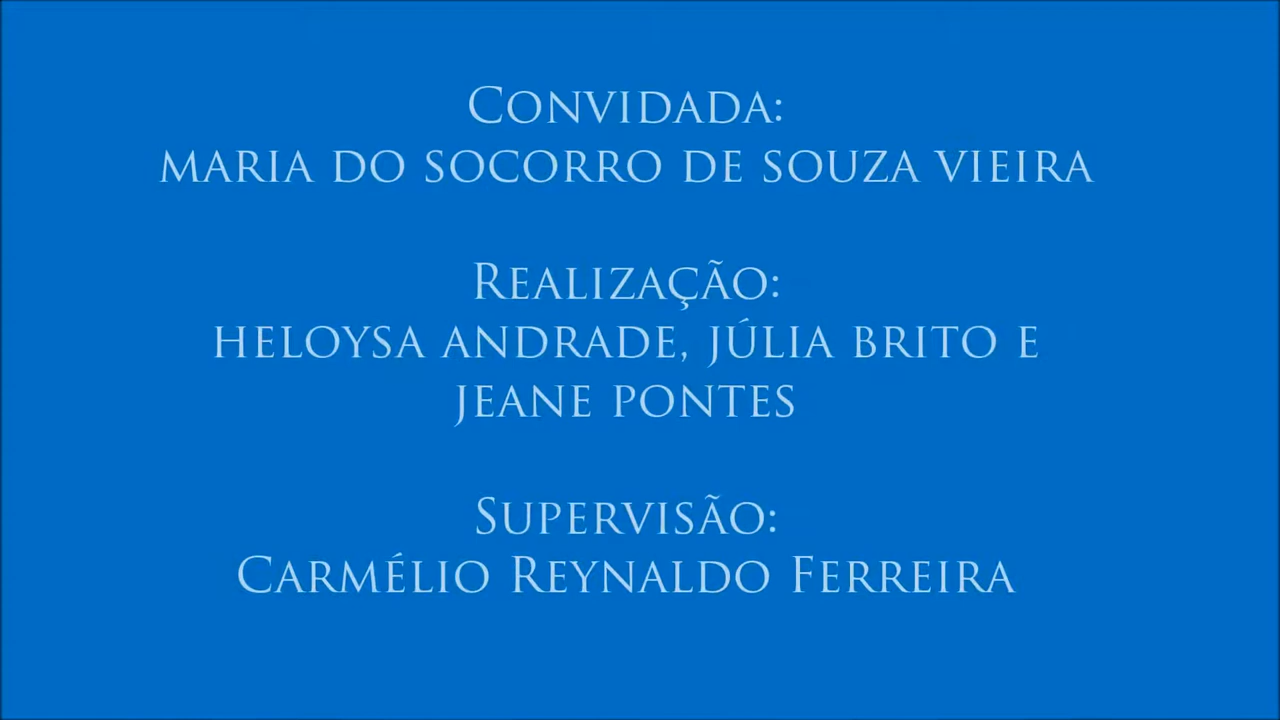 Convidada:
maria do socorro de souza vieira
Realização:
heloysa andrade, júlia brito e
jeane pontes
Supervisão:
Carmélio Reynaldo Ferreira